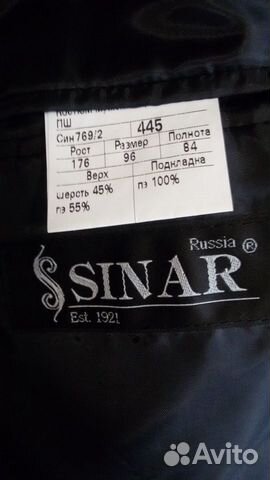 ПШ
Син769/2 445
Рост Размер Полнота
176 96 84
Верх Подкладка
шерсть 45% пэ 100%
пэ 55%
Russia ®
SINAR
Est. 1921
Avito